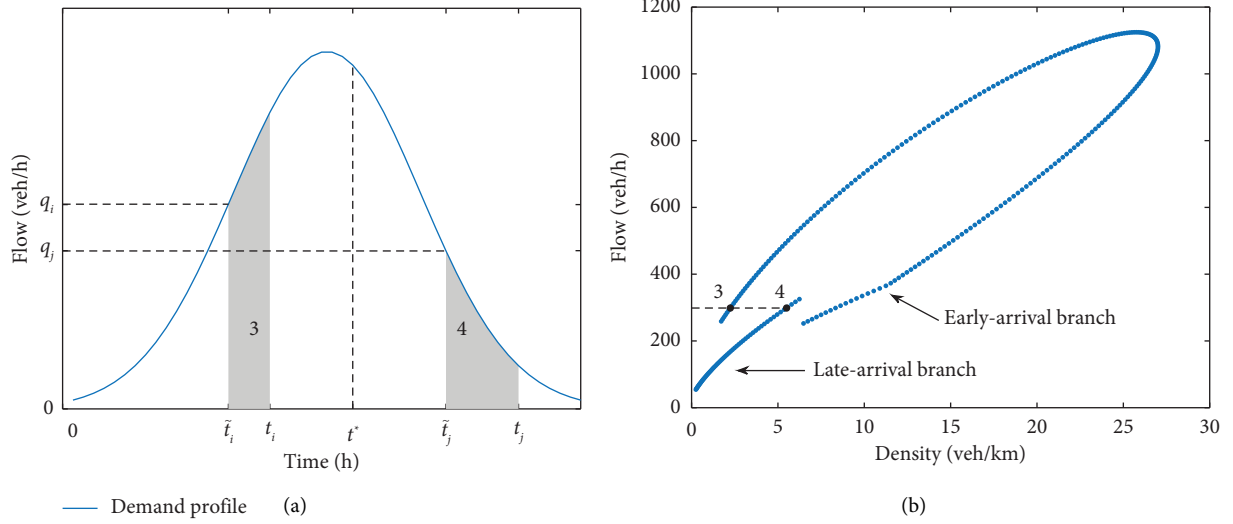 Flow (veh/h)
q_i
q_j
0
3
4
0
t̃_i
t_i
t*
t̃_j
t_j
Time (h)
Demand profile
(a)
1200
1000
800
600
400
200
0
Flow (veh/h)
3
4
Early-arrival branch
Late-arrival branch
0 5 10 15 20 25 30
Density (veh/km)
(b)